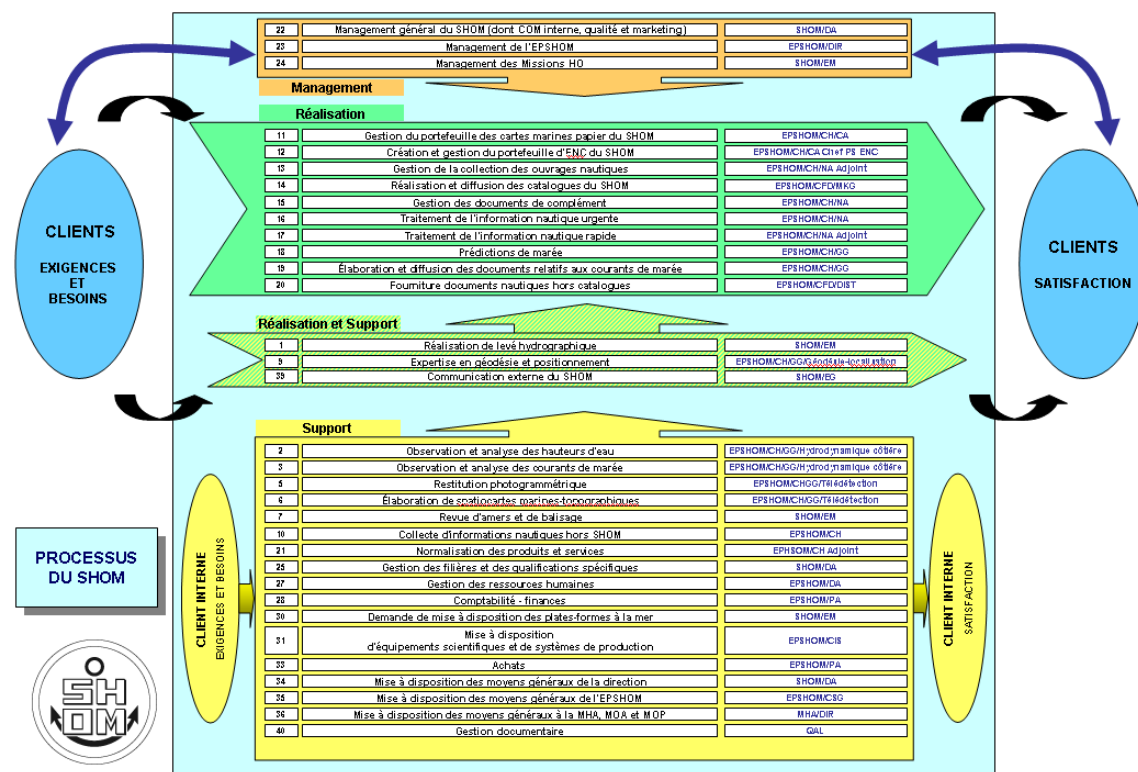 22 Management général du SHOM (dont COM interne, qualité et marketing) SHOM/DA
23 Management de l'EPSHOM EPSHOM/DIR
24 Management des Missions HO SHOM/EM
Management
Réalisation
11 Gestion du portefeuille des cartes marines papier du SHOM EPSHOM/CH/CA
12 Création et gestion du portefeuille d'ENC du SHOM EPSHOM/CH/CA Chef PS ENC
13 Gestion de la collection des ouvrages nautiques EPSHOM/CH/NA Adjoint
14 Réalisation et diffusion des catalogues du SHOM EPSHOM/CFD/MKG
15 Gestion des documents de complément EPSHOM/CH/NA
16 Traitement de l'information nautique urgente EPSHOM/CH/NA
17 Traitement de l'information nautique rapide EPSHOM/CH/NA Adjoint
18 Prédictions de marée EPSHOM/CH/GG
19 Élaboration et diffusion des documents relatifs aux courants de marée EPSHOM/CH/GG
20 Fourniture documents nautiques hors catalogues EPSHOM/CFD/DIST
CLIENTS
EXIGENCES
ET
BESOINS
CLIENTS
SATISFACTION
Réalisation et Support
1 Réalisation de levé hydrographique SHOM/EM
9 Expertise en géodésie et positionnement EPSHOM/CH/GG/Géodésie-localisation
39 Communication externe du SHOM SHOM/EG
Support
2 Observation et analyse des hauteurs d'eau EPSHOM/CH/GG/Hydrodynamique côtière
3 Observation et analyse des courants de marée EPSHOM/CH/GG/Hydrodynamique côtière
5 Restitution photogrammétrique EPSHOM/CH/GG/Télédétection
6 Élaboration de spatiocartes marines-topographiques EPSHOM/CH/GG/Télédétection
7 Revue d'amers et de balisage SHOM/EM
10 Collecte d'informations nautiques hors SHOM EPSHOM/CH
21 Normalisation des produits et services EPHSOM/CH Adjoint
25 Gestion des filières et des qualifications spécifiques SHOM/DA
27 Gestion des ressources humaines EPSHOM/DA
28 Comptabilité - finances EPSHOM/PA
30 Demande de mise à disposition des plates-formes à la mer SHOM/EM
31 Mise à disposition
d'équipements scientifiques et de systèmes de production EPSHOM/CIS
33 Achats EPSHOM/PA
34 Mise à disposition des moyens généraux de la direction SHOM/DA
35 Mise à disposition des moyens généraux de l'EPSHOM EPSHOM/CSG
36 Mise à disposition des moyens généraux à la MHA, MOA et MOP MHA/DIR
40 Gestion documentaire QAL
CLIENT INTERNE
EXIGENCES ET BESOINS
CLIENT INTERNE
SATISFACTION
PROCESSUS
DU SHOM
SH
OM